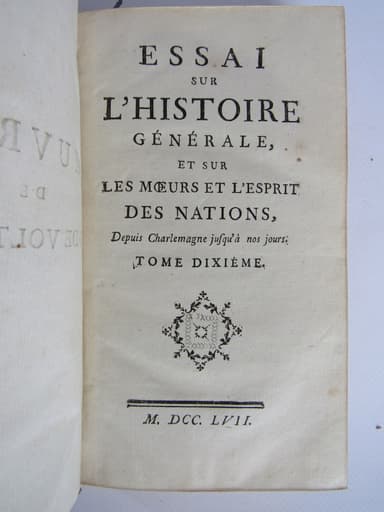 ESSAI
SUR
L'HISTOIRE
GÉNÉRALE,
ET SUR
LES MŒURS ET L'ESPRIT
DES NATIONS,
Depuis Charlemagne jusqu'à nos jours.
TOME DIXIÉME.
M. DCC. LVII.